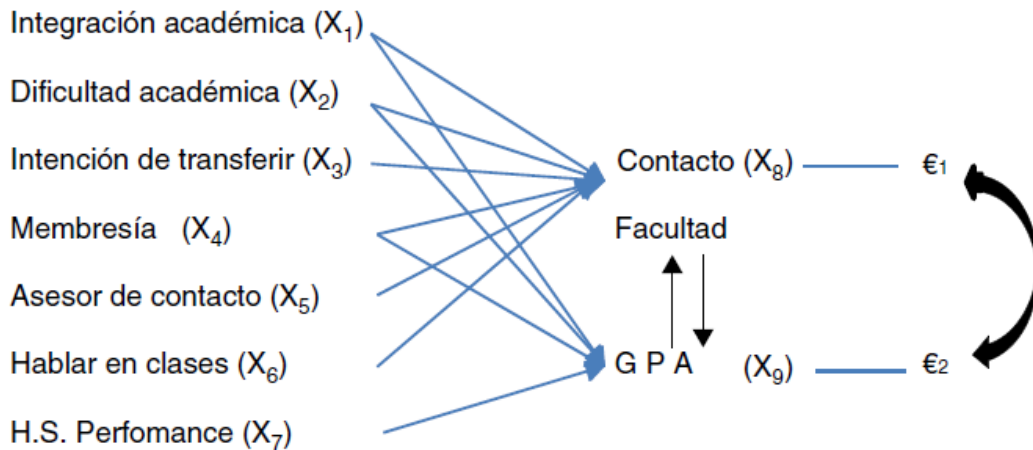 Integración académica (X1)
Dificultad académica (X2)
Intención de transferir (X3)
Contacto (X8)
€1
Membresía (X4)
Facultad
Asesor de contacto (X5)
Hablar en clases (X6)
G P A (X9)
€2
H.S. Perfomance (X7)